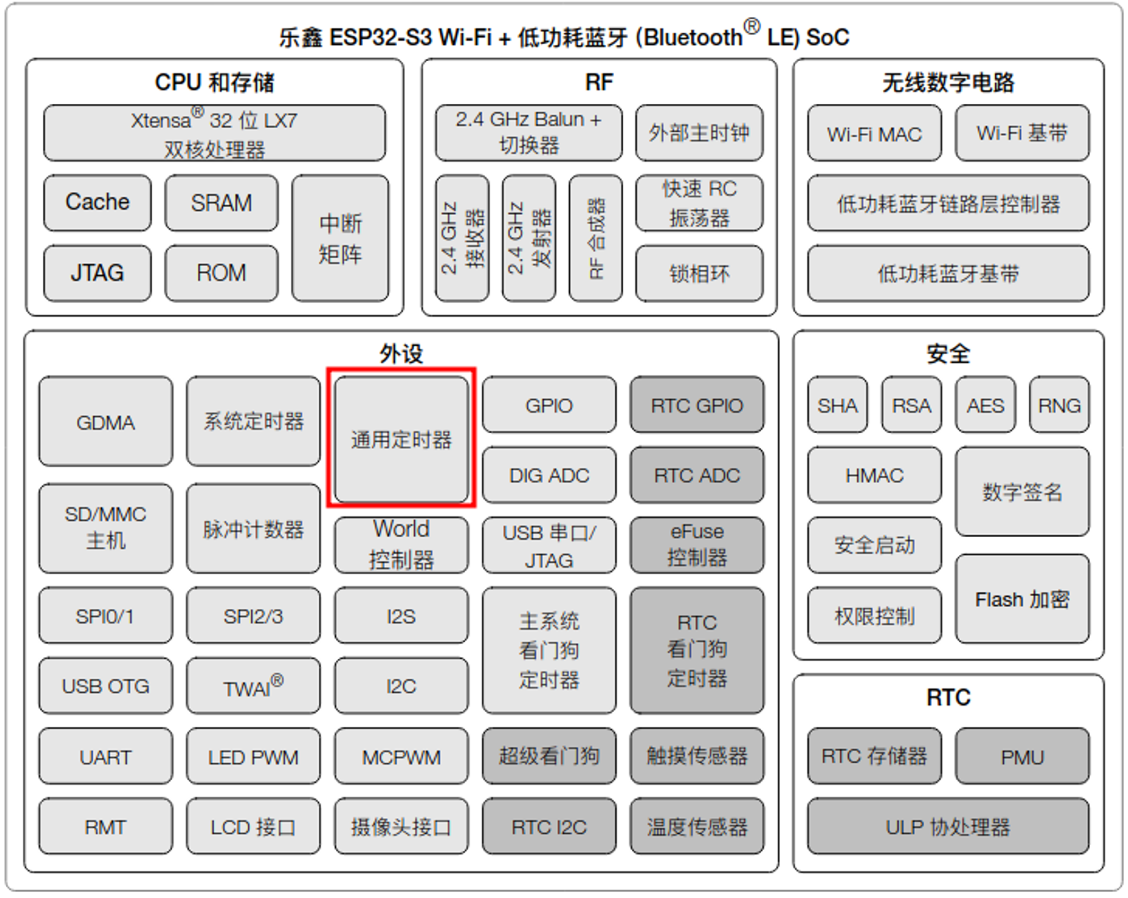 乐鑫 ESP32-S3 Wi-Fi + 低功耗蓝牙 (Bluetooth® LE) SoC
CPU 和存储
Xtensa® 32 位 LX7
双核处理器
Cache
SRAM
中断
矩阵
JTAG
ROM
RF
2.4 GHz Balun +
切换器
外部主时钟
2.4 GHz
接收器
2.4 GHz
发射器
RF 合成器
快速 RC
振荡器
锁相环
无线数字电路
Wi-Fi MAC
Wi-Fi 基带
低功耗蓝牙链路层控制器
低功耗蓝牙基带
外设
GDMA
系统定时器
通用定时器
GPIO
RTC GPIO
DIG ADC
RTC ADC
SD/MMC
主机
脉冲计数器
World
控制器
USB 串口/
JTAG
eFuse
控制器
SPI0/1
SPI2/3
I2S
主系统
看门狗
定时器
RTC
看门狗
定时器
USB OTG
TWAI®
I2C
UART
LED PWM
MCPWM
超级看门狗
触摸传感器
RMT
LCD 接口
摄像头接口
RTC I2C
温度传感器
安全
SHA
RSA
AES
RNG
HMAC
数字签名
安全启动
Flash 加密
权限控制
RTC
RTC 存储器
PMU
ULP 协处理器